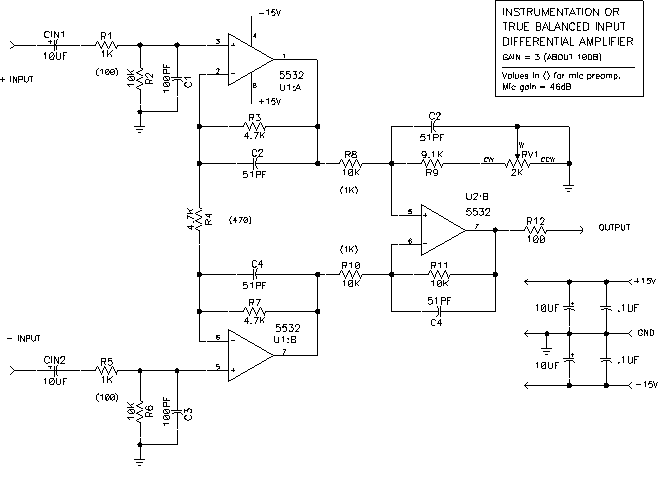 INSTRUMENTATION OR
TRUE BALANCED INPUT
DIFFERENTIAL AMPLIFIER
GAIN = 3 (ABOUT 10DB)
Values in () for mic preamp.
Mic gain = 46dB
-15V
4
CIN1
+
10UF
R1
1K
(100)
+ INPUT
10K
R2
100PF
C1
3
+
2
-
1
8
5532
U1:A
+15V
R3
4.7K
C2
51PF
R8
10K
(1K)
C2
51PF
9.1K
R9
CW
W
RV1
CCW
2K
4.7K
R4
(470)
U2:B
5532
5
+
6
-
7
R12
100
OUTPUT
(1K)
R10
10K
R11
10K
51PF
C4
C4
51PF
R7
4.7K
5532
U1:B
6
-
5
+
7
- INPUT
CIN2
+
10UF
R5
1K
(100)
10K
R6
100PF
C3
+15V
10UF
+
.1UF
GND
10UF
+
.1UF
-15V